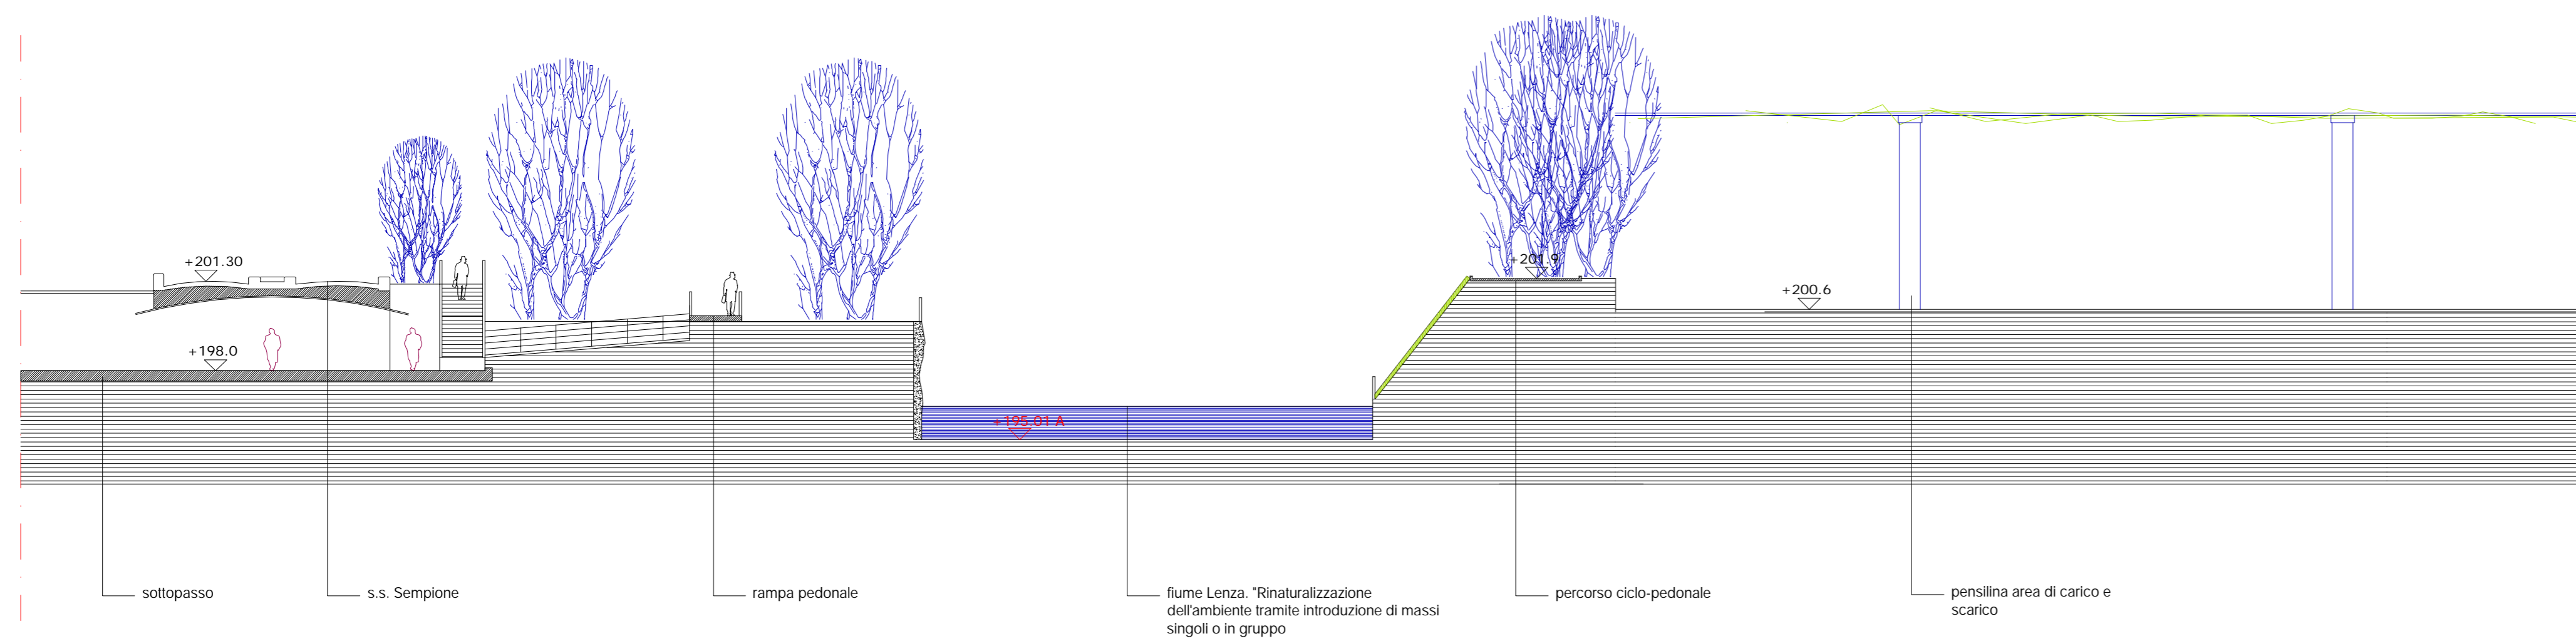 +201.30
+198.0
+195.01 A
+201.9
+200.6
sottopasso
s.s. Sempione
rampa pedonale
fiume Lenza. "Rinaturalizzazione
dell'ambiente tramite introduzione di massi
singoli o in gruppo
percorso ciclo-pedonale
pensilina area di carico e
scarico